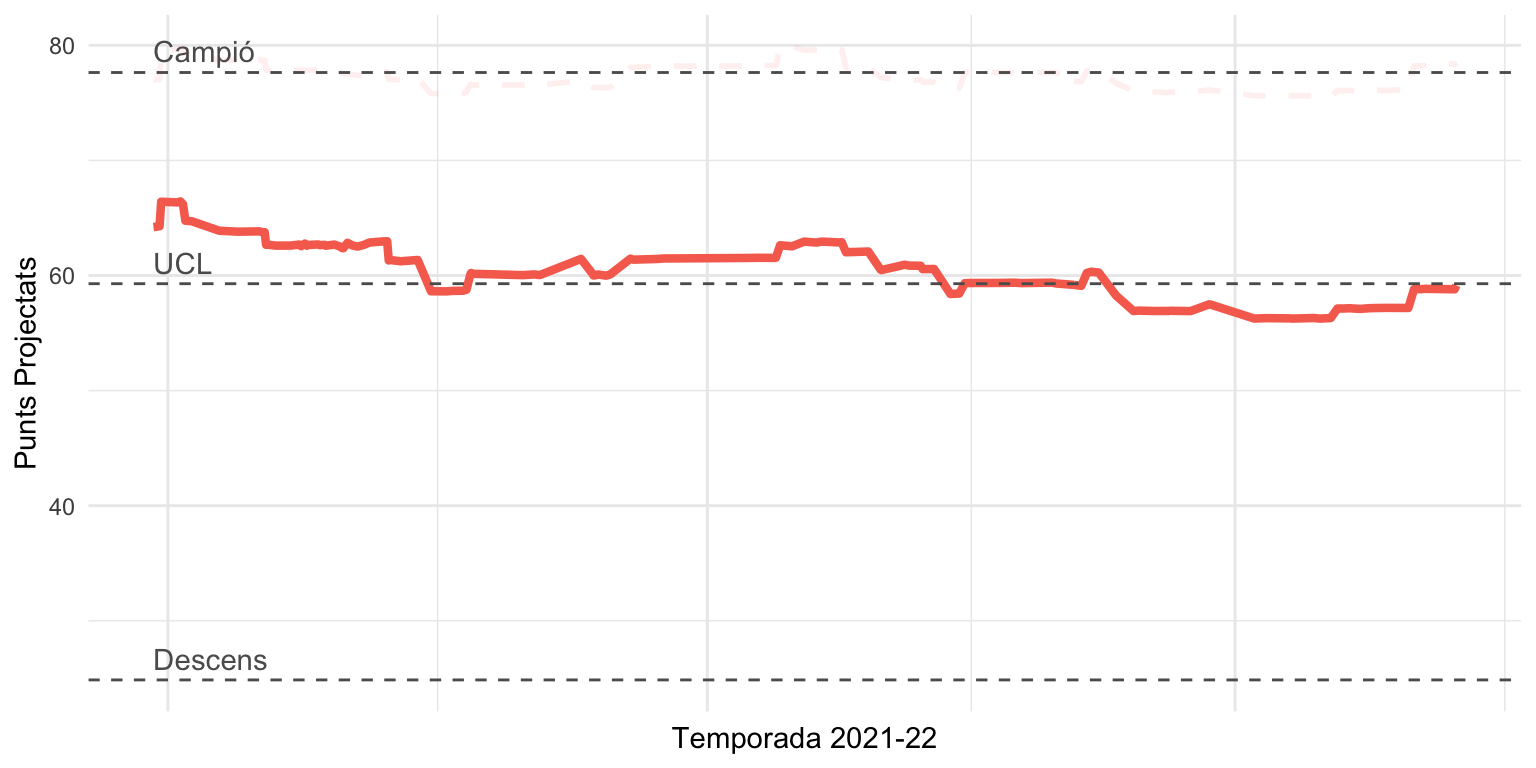 80
Campió
60
UCL
40
Descens
Punts Projectats
Temporada 2021-22